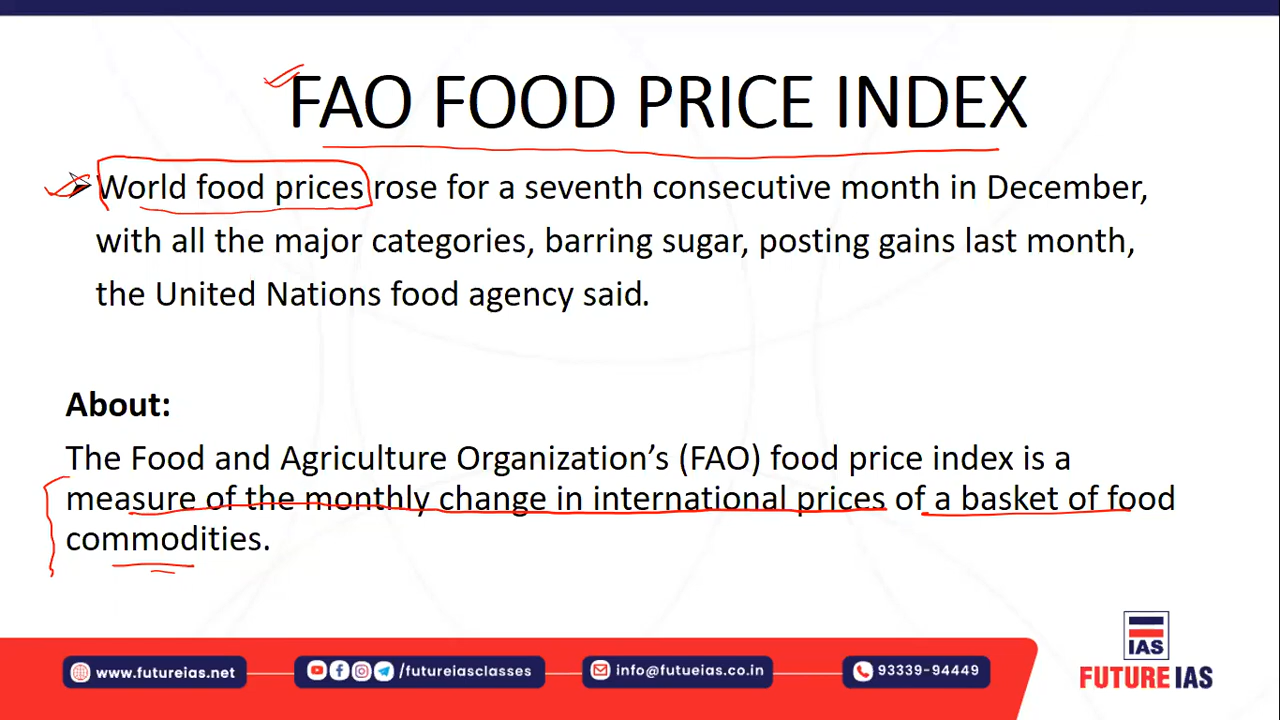 FAO FOOD PRICE INDEX
World food prices rose for a seventh consecutive month in December,
with all the major categories, barring sugar, posting gains last month,
the United Nations food agency said.
About:
The Food and Agriculture Organization’s (FAO) food price index is a
measure of the monthly change in international prices of a basket of food
commodities.
IAS
www.futureias.net
/futureiasclasses
info@futueias.co.in
93339-94449
FUTURE IAS